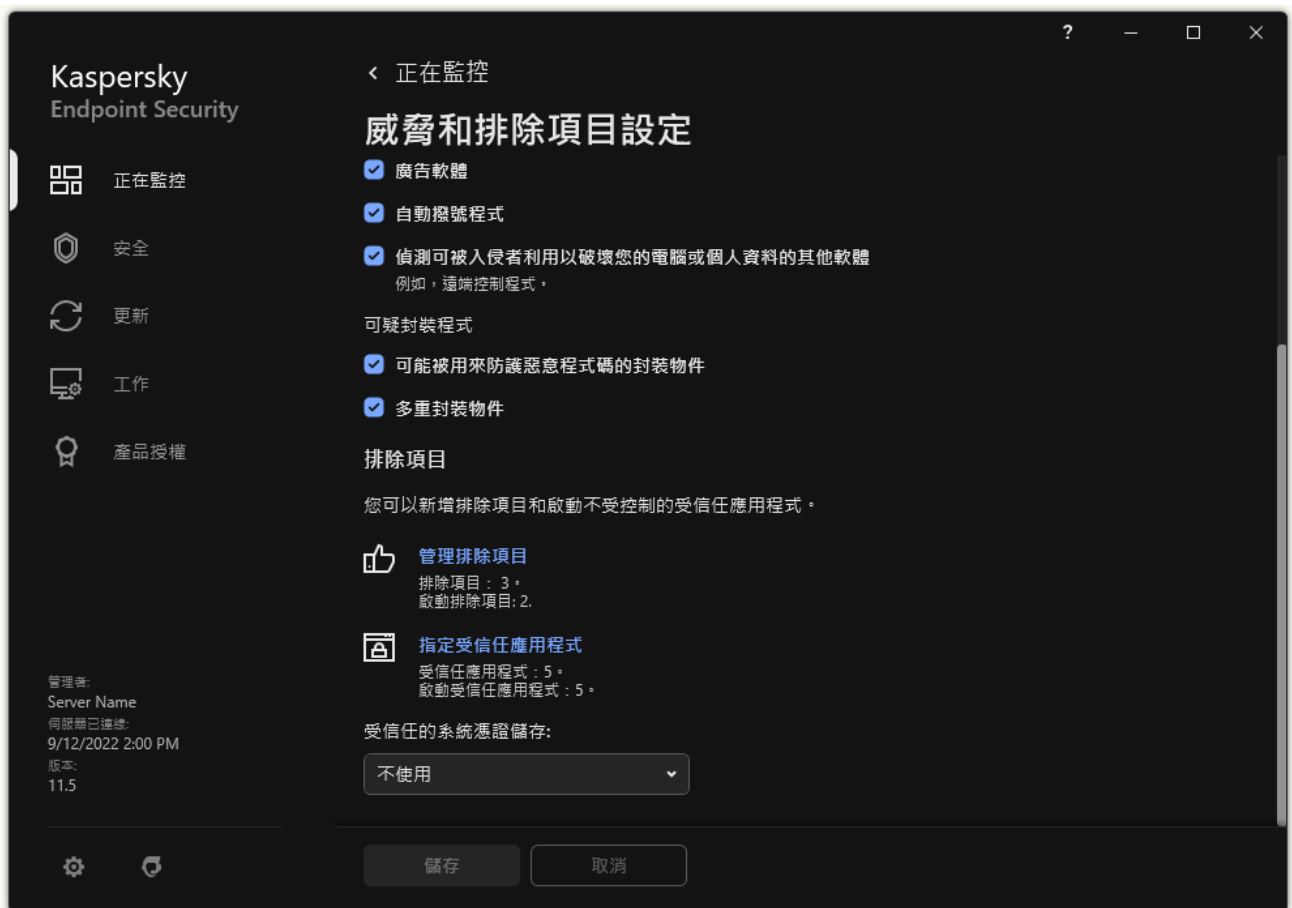 ?
Kaspersky
Endpoint Security
正在監控
安全
更新
工作
產品授權
管理者:
Server Name
伺服器已連線:
9/12/2022 2:00 PM
版本:
11.5
正在監控
威脅和排除項目設定
廣告軟體
自動撥號程式
偵測可被入侵者利用以破壞您的電腦或個人資料的其他軟體
例如，遠端控制程式。
可疑封裝程式
可能被用來防護惡意程式碼的封裝物件
多重封裝物件
排除項目
您可以新增排除項目和啟動不受控制的受信任應用程式。
管理排除項目
排除項目： 3。
啟動排除項目: 2.
指定受信任應用程式
受信任應用程式：5。
啟動受信任應用程式：5。
受信任的系統憑證儲存:
不使用
儲存
取消